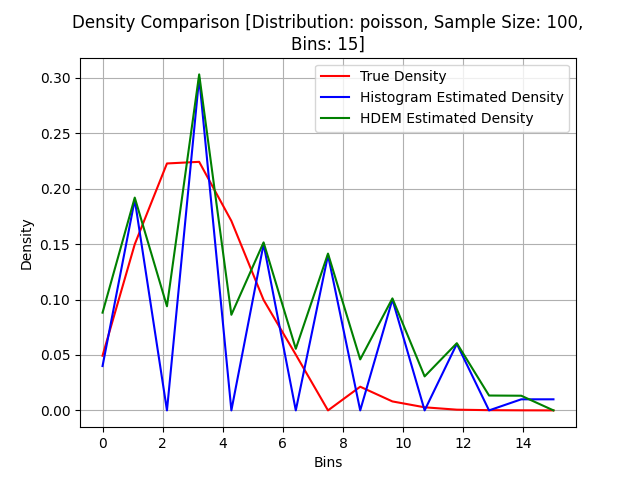 Density Comparison [Distribution: poisson, Sample Size: 100,
Bins: 15]
True Density
Histogram Estimated Density
HDEM Estimated Density
Density
0.30
0.25
0.20
0.15
0.10
0.05
0.00
0 2 4 6 8 10 12 14
Bins